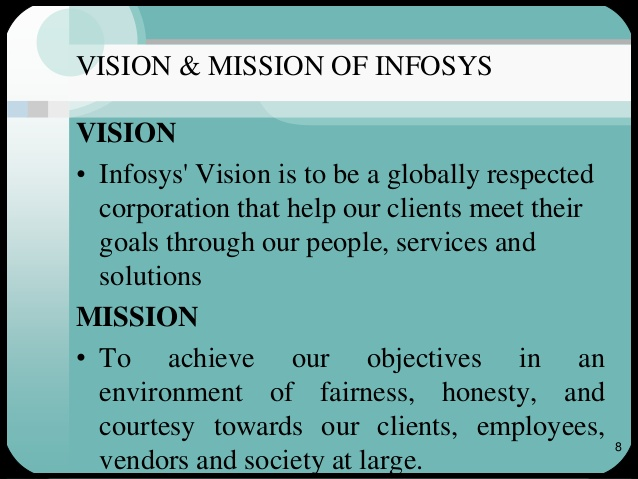 VISION & MISSION OF INFOSYS
VISION
• Infosys' Vision is to be a globally respected
corporation that help our clients meet their
goals through our people, services and
solutions
MISSION
• To achieve our objectives in an
environment of fairness, honesty, and
courtesy towards our clients, employees,
vendors and society at large.
8